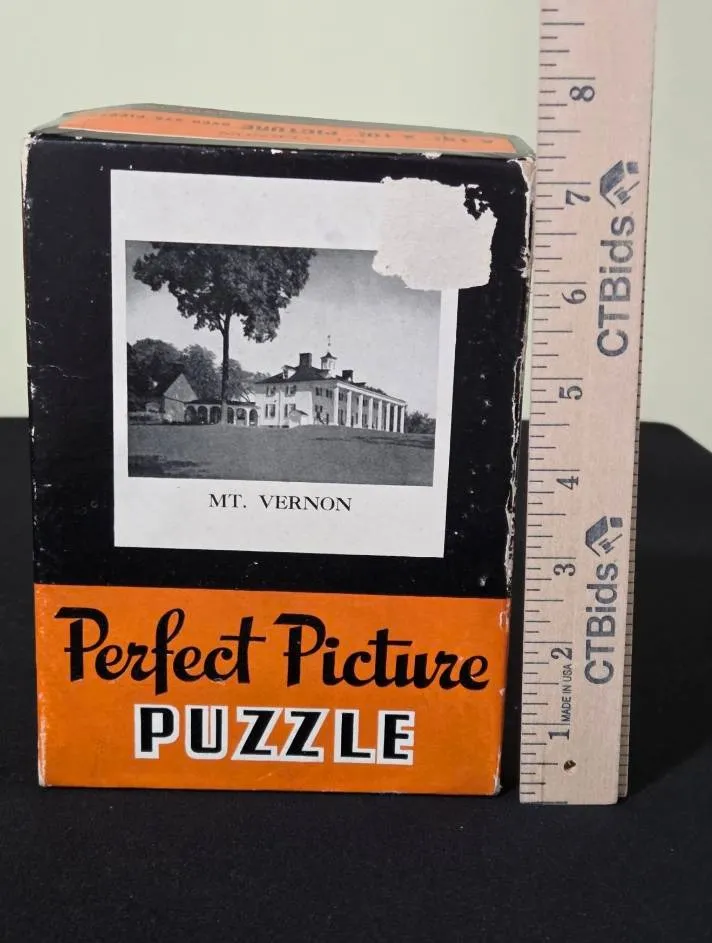 MT. VERNON
Perfect Picture
PUZZLE
8
7
6
5
4
3
2
1
CTBids
CTBids
MADE IN USA